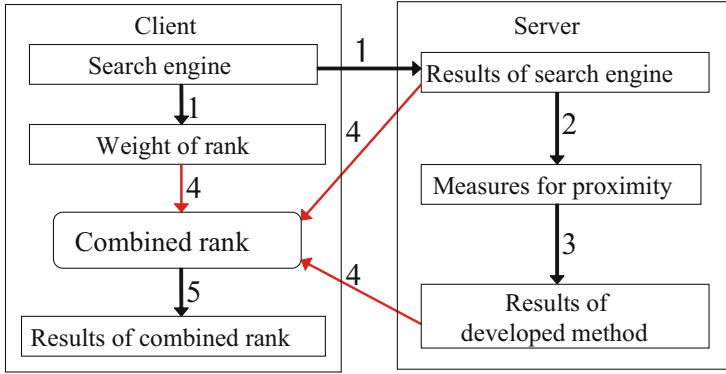 Client
Server
Search engine
1
Results of search engine
1
4
2
Weight of rank
4
Measures for proximity
Combined rank
3
4
5
Results of
developed method
Results of combined rank